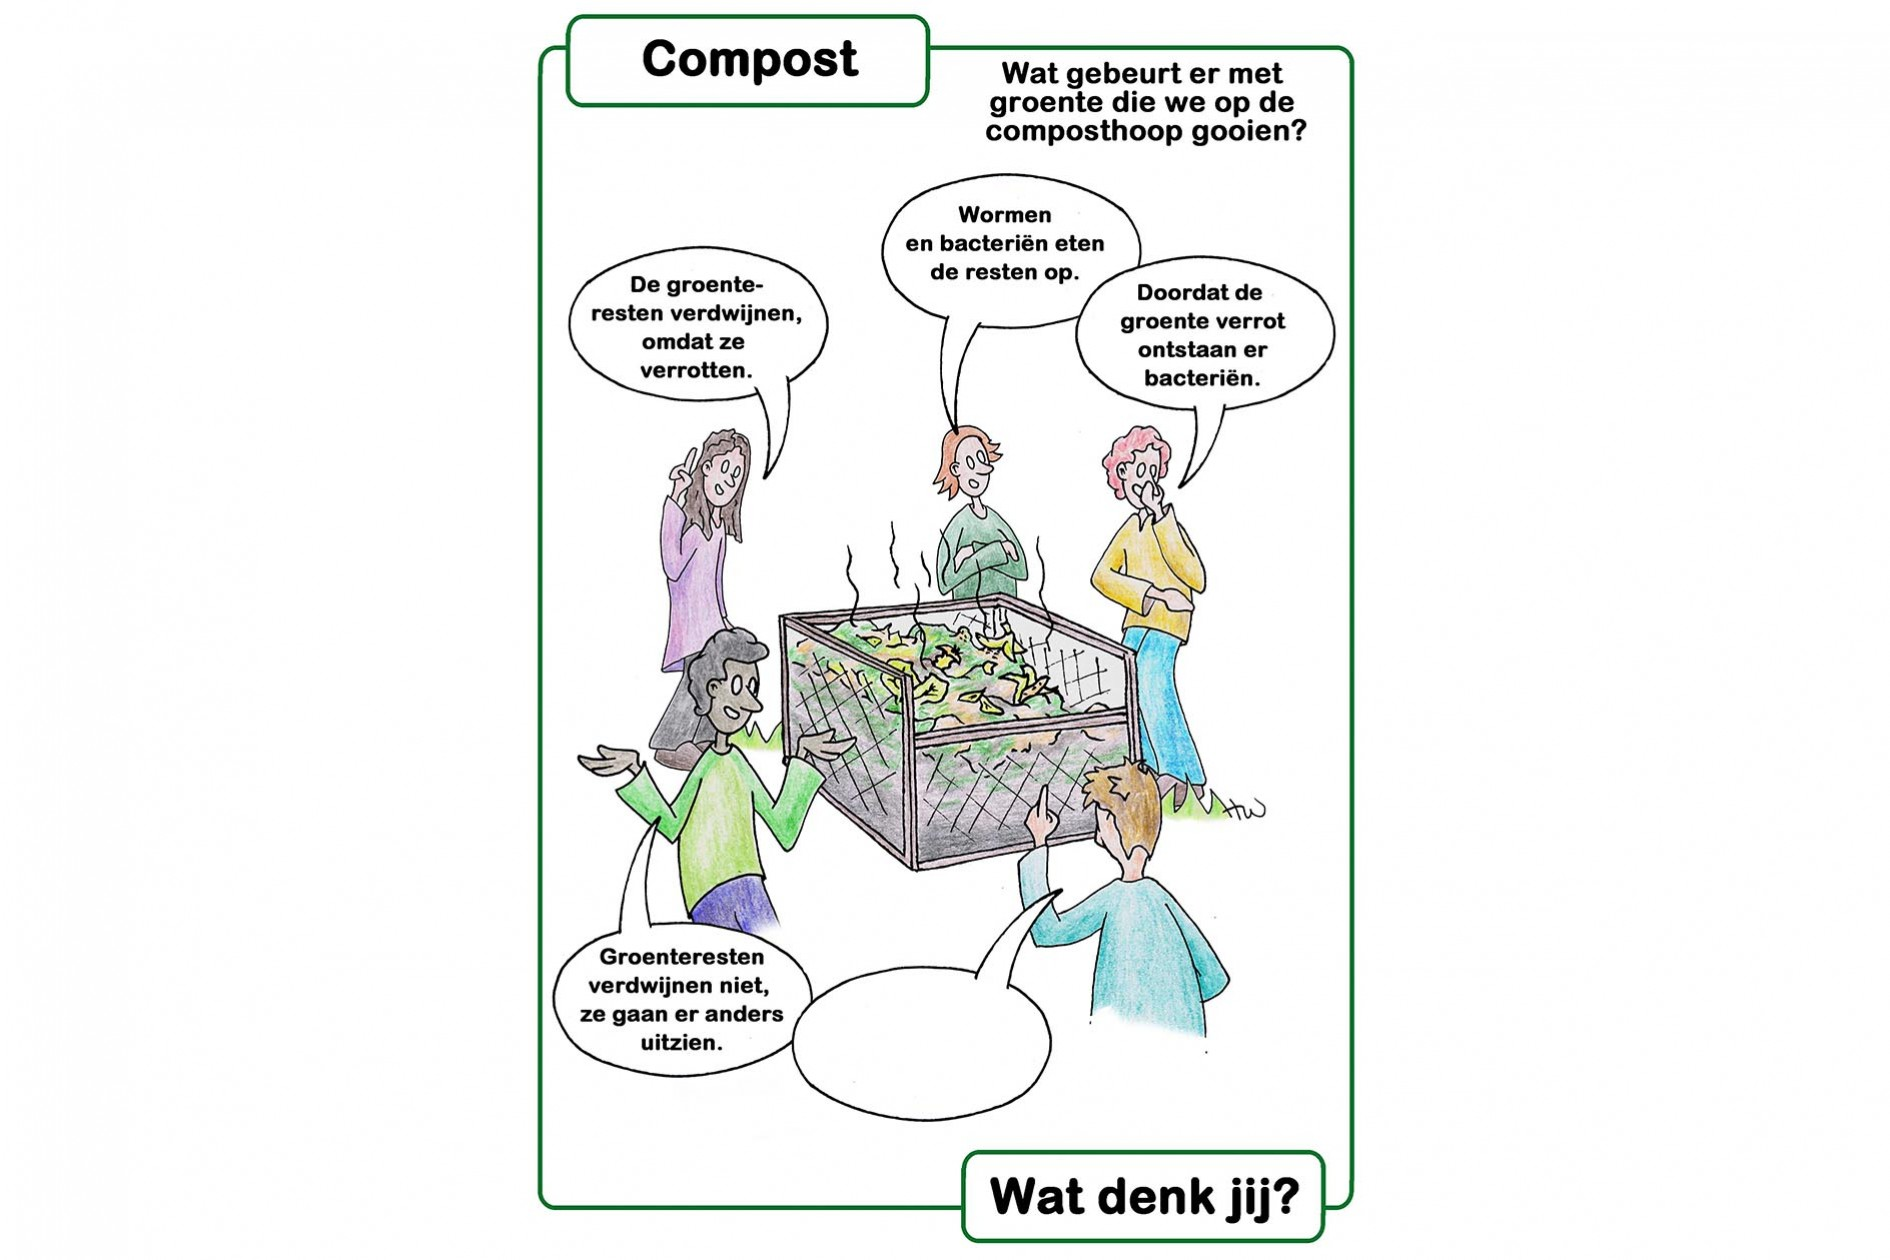 Compost
Wat gebeurt er met
groente die we op de
composthoop gooien?
Wormen
en bacteriën eten
de resten op.
De groente-
resten verdwijnen,
omdat ze
verrotten.
Doordat de
groente verrot
ontstaan er
bacteriën.
HW
Groenteresten
verdwijnen niet,
ze gaan er anders
uitzien.
Wat denk jij?